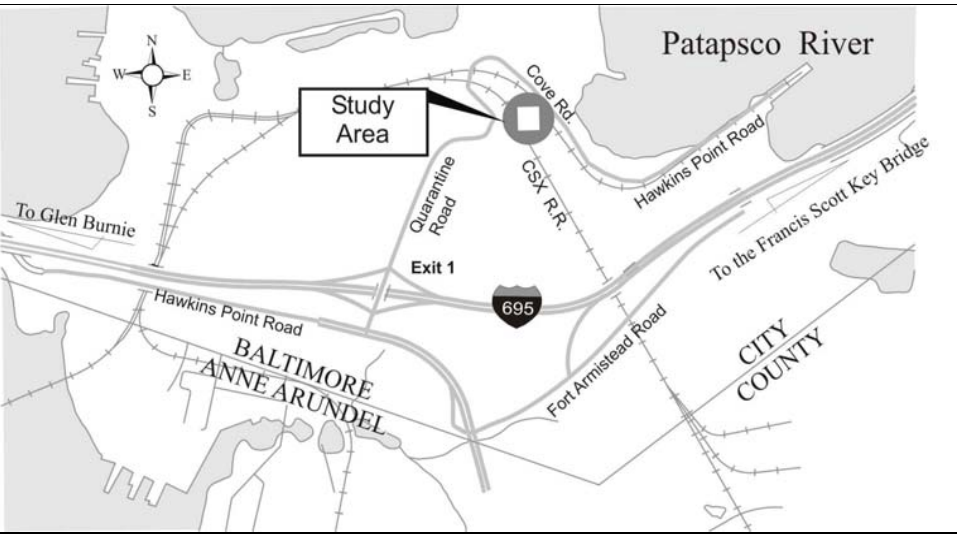 Patapsco River
N
W E
S
Study
Area
Cove Rd.
Hawkins Point Road
CSX R.R.
Quarantine
Road
To Glen Burnie
To the Francis Scott Key Bridge
Exit 1
695
Hawkins Point Road
Fort Armistead Road
BALTIMORE
ANNE ARUNDEL
CITY
COUNTY